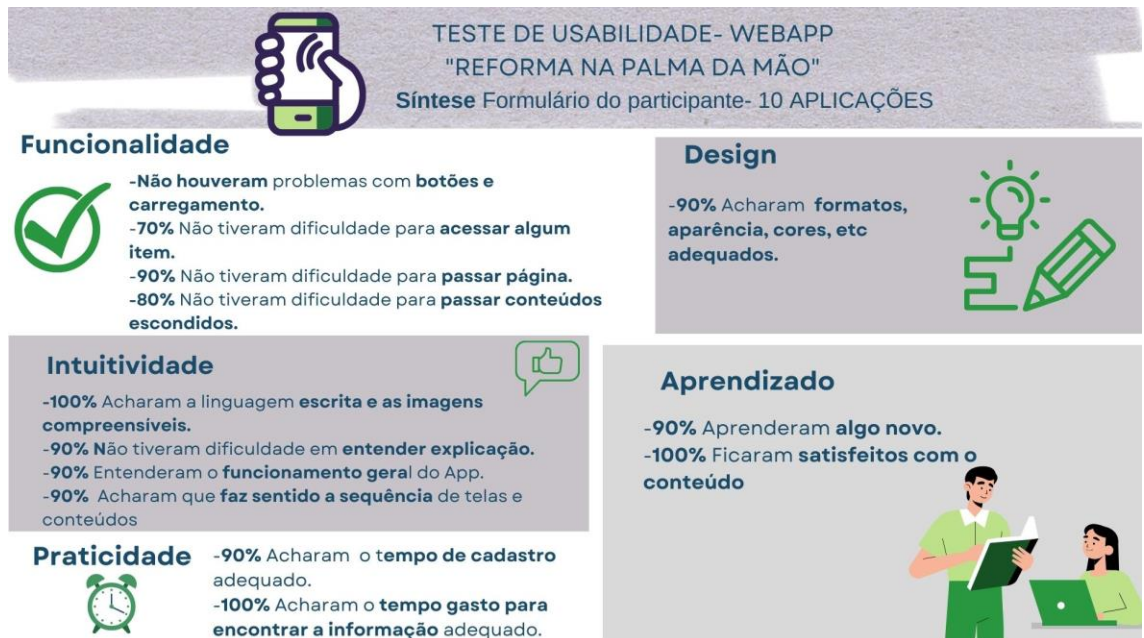 TESTE DE USABILIDADE- WEBAPP
"REFORMA NA PALMA DA MÃO"
Síntese Formulário do participante- 10 APLICAÇÕES
Funcionalidade
-Não houveram problemas com botões e
carregamento.
-70% Não tiveram dificuldade para acessar algum
item.
-90% Não tiveram dificuldade para passar página.
-80% Não tiveram dificuldade para passar conteúdos
escondidos.
Design
-90% Acharam formatos,
aparência, cores, etc
adequados.
Intuitividade
-100% Acharam a linguagem escrita e as imagens
compreensíveis.
-90% Não tiveram dificuldade em entender explicação.
-90% Entenderam o funcionamento geral do App.
-90% Acharam que faz sentido a sequência de telas e
conteúdos
Aprendizado
-90% Aprenderam algo novo.
-100% Ficaram satisfeitos com o
conteúdo
Praticidade
-90% Acharam o tempo de cadastro
adequado.
-100% Acharam o tempo gasto para
encontrar a informação adequado.